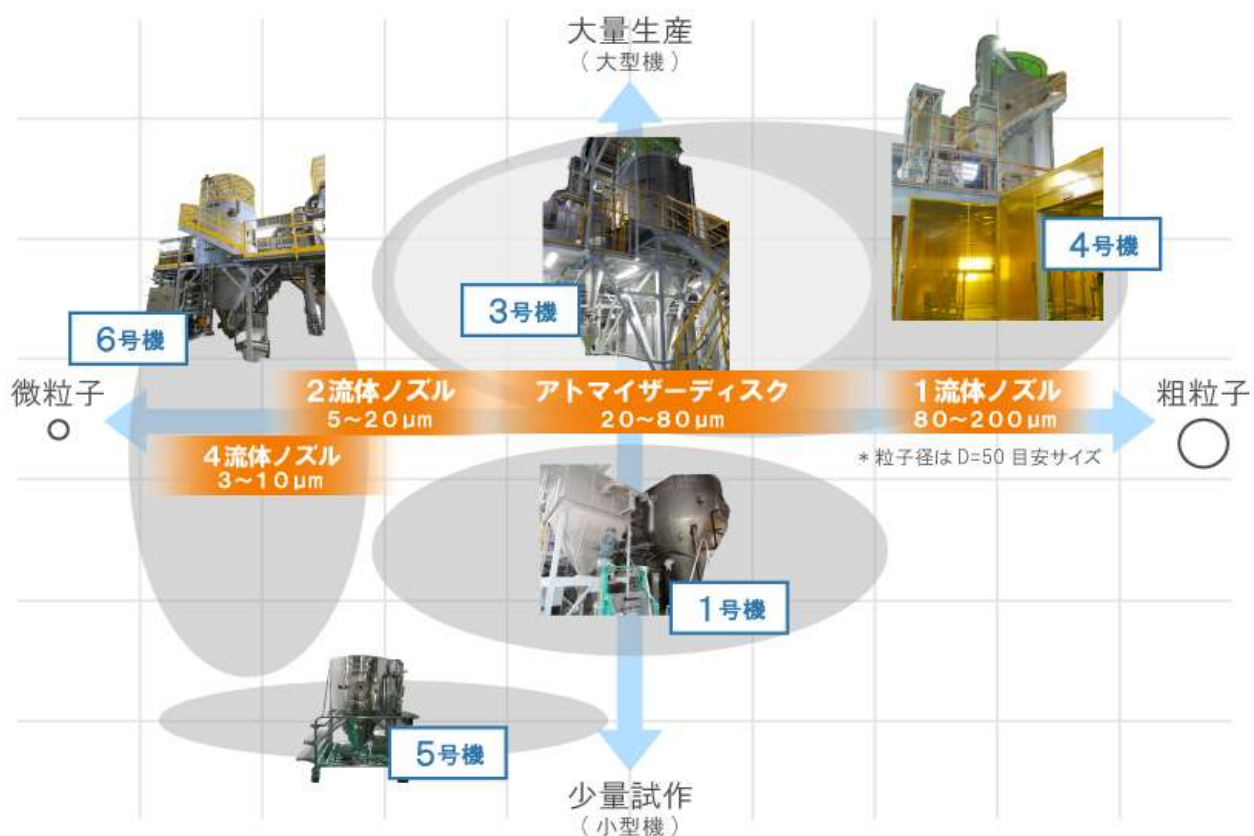 大量生産
（大型機）
4号機
3号機
6号機
微粒子
2流体ノズル
5～20μm
アトマイザーディスク
20～80μm
1流体ノズル
80～200μm
粗粒子
4流体ノズル
3～10μm
＊粒子径は D=50 目安サイズ
1号機
5号機
少量試作
（小型機）